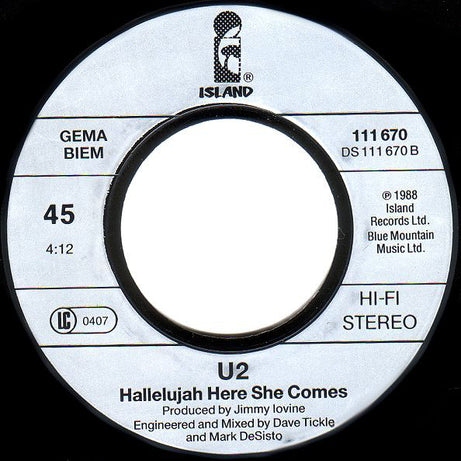 ISLAND ®
GEMA
BIEM
45
4:12
LC 0407
111 670
DS 111 670 B
℗ 1988
Island
Records Ltd.
Blue Mountain
Music Ltd.
HI-FI
STEREO
U2
Hallelujah Here She Comes
Produced by Jimmy Iovine
Engineered and Mixed by Dave Tickle
and Mark DeSisto